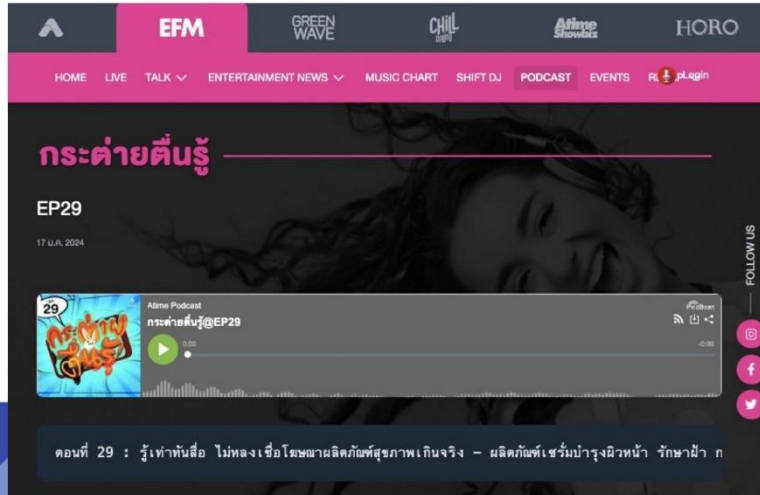 EFM
GREEN WAVE
CHILL
Atime Showbiz
HORO
HOME LIVE TALK ENTERTAINMENT NEWS MUSIC CHART SHIFT DJ PODCAST EVENTS Login
กระต่ายตื่นรู้
EP29
17 ม.ค. 2024
FOLLOW US
29
กระต่ายตื่นรู้
Atime Podcast
PodBean
กระต่ายตื่นรู้@EP29
0:00
-0:00
ตอนที่ 29 : รู้เท่าทันสื่อ ไม่หลงเชื่อโฆษณาผลิตภัณฑ์สุขภาพเกินจริง – ผลิตภัณฑ์เซรั่มบำรุงผิวหน้า รักษาฝ้า ก